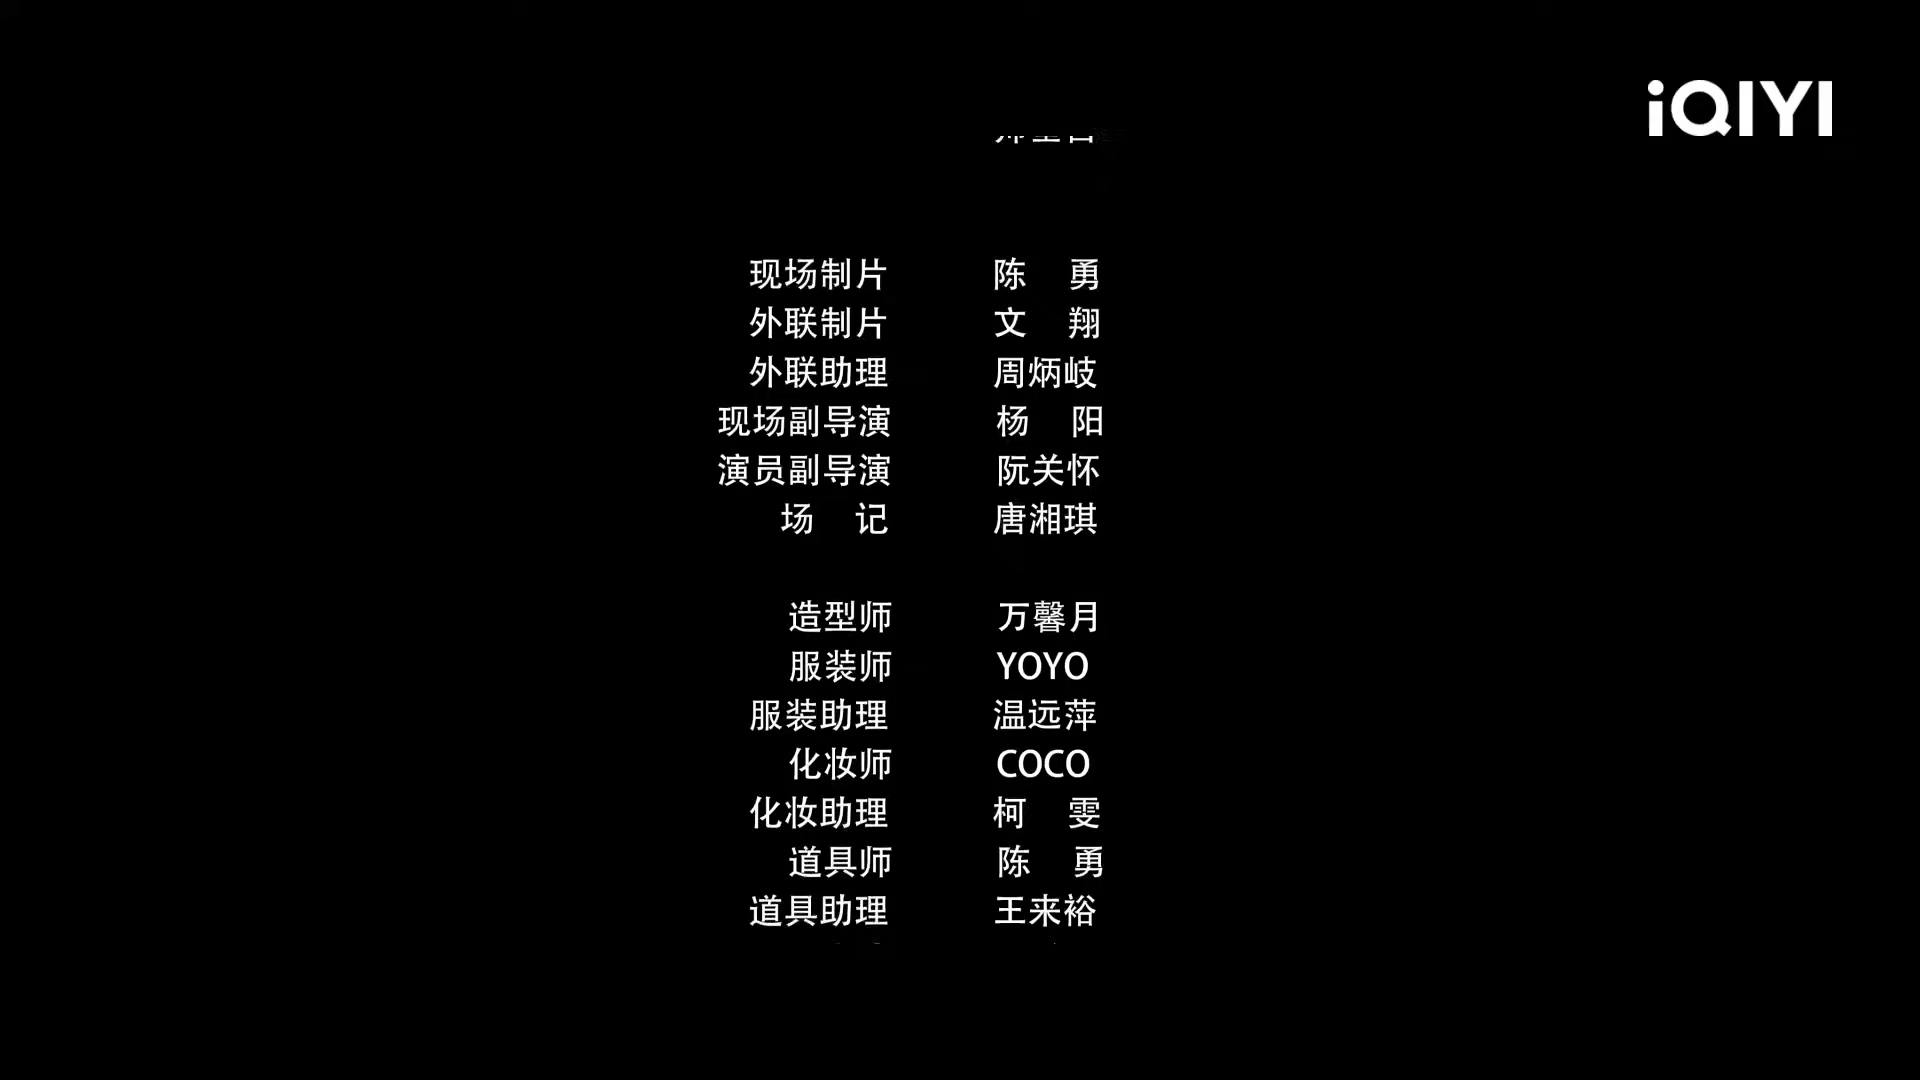 iQIYI
现场制片 陈 勇
外联制片 文 翔
外联助理 周炳岐
现场副导演 杨 阳
演员副导演 阮关怀
场 记 唐湘琪
造型师 万馨月
服装师 YOYO
服装助理 温远萍
化妆师 COCO
化妆助理 柯 雯
道具师 陈 勇
道具助理 王来裕